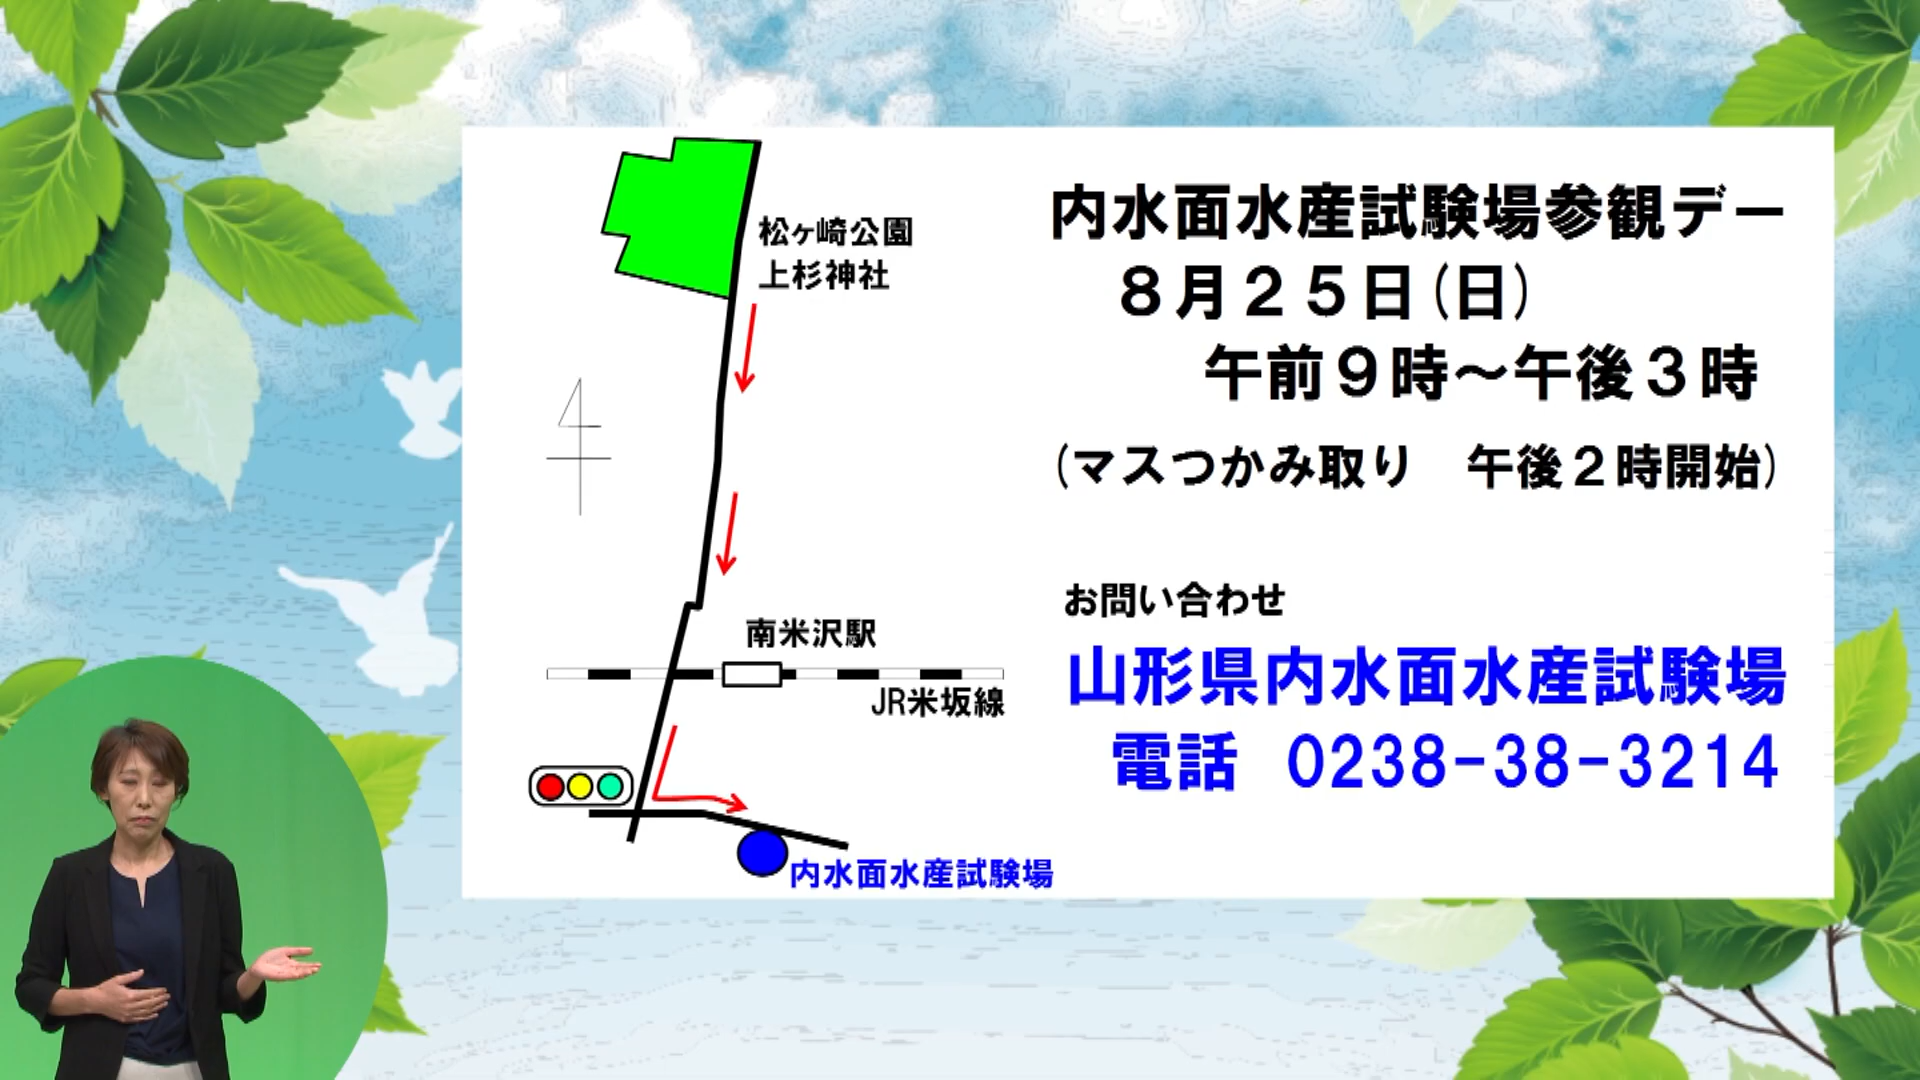 松ヶ崎公園
上杉神社
南米沢駅
JR米坂線
内水面水産試験場
内水面水産試験場参観デー
８月２５日(日)
午前９時～午後３時
(マスつかみ取り　午後２時開始)
お問い合わせ
山形県内水面水産試験場
電話　0238-38-3214